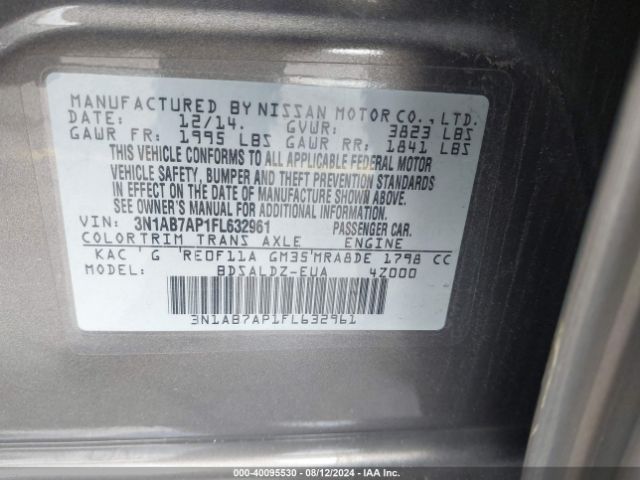 MANUFACTURED BY NISSAN MOTOR CO., LTD.
DATE: 12/14. GVWR: 3823 LBS
GAWR FR: 1995 LBS GAWR RR: 1841 LBS
THIS VEHICLE CONFORMS TO ALL APPLICABLE FEDERAL MOTOR
VEHICLE SAFETY, BUMPER AND THEFT PREVENTION STANDARDS
IN EFFECT ON THE DATE OF MANUFACTURE SHOWN ABOVE.
SEE OWNER'S MANUAL FOR ADDITIONAL INFORMATION
VIN: 3N1AB7AP1FL632961 PASSENGER CAR.
COLOR TRIM TRANS AXLE ENGINE
KAC G RE0F11A GM35 MRA8DE 1798 CC
MODEL: BDSALDZ-EUA 4Z000
3N1AB7AP1FL632961
000-40095530 - 08/12/2024 - IAA Inc.